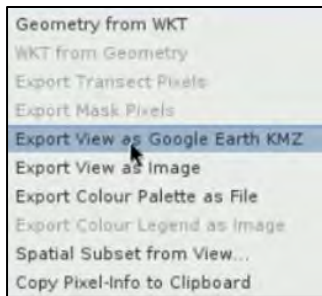 Geometry from WKT
WKT from Geometry
Export Transect Pixels
Export Mask Pixels
Export View as Google Earth KMZ
Export View as Image
Export Colour Palette as File
Export Colour Legend as Image
Spatial Subset from View...
Copy Pixel-Info to Clipboard